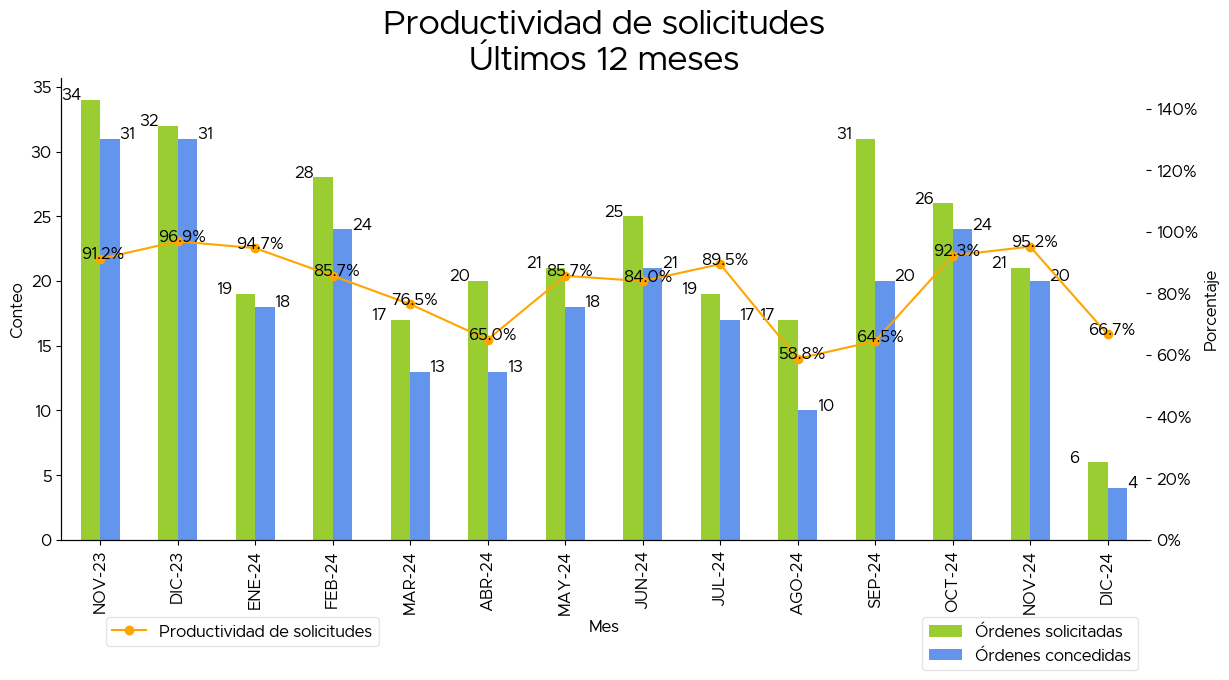 Productividad de solicitudes
Últimos 12 meses
Conteo
35
30
25
20
15
10
5
0
34
31
32
31
19
18
28
24
17
13
20
13
21
18
25
21
19
17
17
10
31
20
26
24
21
20
6
4
91.2%
96.9%
94.7%
85.7%
76.5%
65.0%
85.7%
84.0%
89.5%
58.8%
64.5%
92.3%
95.2%
66.7%
140%
120%
100%
80%
60%
40%
20%
0%
Porcentaje
NOV-23
DIC-23
ENE-24
FEB-24
MAR-24
ABR-24
MAY-24
JUN-24
JUL-24
AGO-24
SEP-24
OCT-24
NOV-24
DIC-24
Mes
Productividad de solicitudes
Órdenes solicitadas
Órdenes concedidas